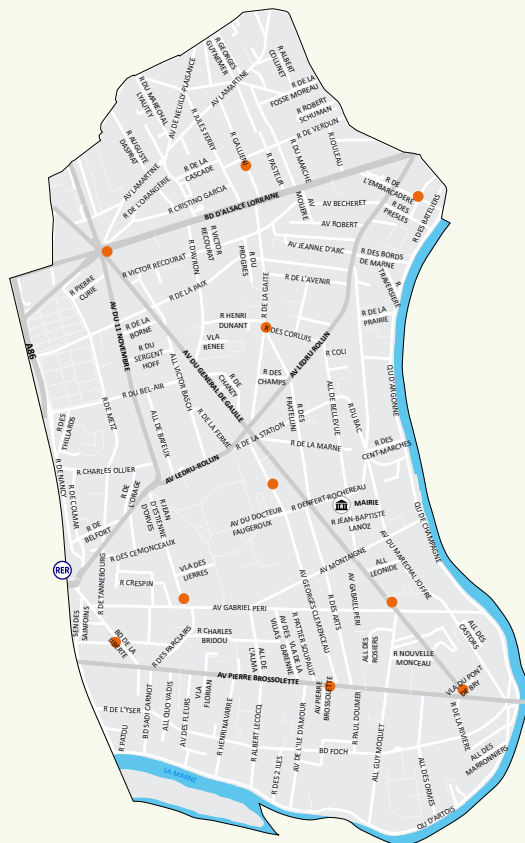 R GEORGES
GUYNEMER
R ALBERT
COLLINET
R DU MARECHAL
LYAUTEY
AV DE NEUILLY PLAISANCE
AV LAMARTINE
R DE LA
FOSSE MOREAU
R ROBERT
SCHUMAN
R AUGUSTE
DASPRAT
R JULES FERRY
R GALLIENI
R DE VERDUN
R JOULEAU
R PASTEUR
R DU MARCHE
AV LAMARTINE
R DE LA
CASCADE
R DE L'ORANGERIE
R CRISTINO GARCIA
R DE
L'EMBARCADERE
R DES
PRESLES
R DES BATELIERS
BD D'ALSACE LORRAINE
AV
MOLIERE
AV BECHERET
AV ROBERT
AV JEANNE D'ARC
R DES BORDS
DE MARNE
R VICTOR RECOURAT
R D'AVRON
R VICTOR
RECOURAT
R DU
PROGRES
R PIERRE
CURIE
R DE LA PAIX
R DE LA GAITE
R DE L'AVENIR
R
TRAVERSIERE
R DE LA
PRAIRIE
A86
AV DU 11 NOVEMBRE
R DE LA
BORNE
R DU
SERGENT
HOFF
R HENRI
DUNANT
VLA
RENEE
R DES CORLUIS
AV LEDRU ROLLIN
R COLI
QU D'ARGONNE
AV DU GENERAL DE GAULLE
ALL VICTOR BASCH
R DE
CHANZY
R DES
CHAMPS
R DU BEL-AIR
R DES
THILLARDS
R DE METZ
ALL DE BAYEUX
R DE LA FERME
R DE LA STATION
R DES
FRATELLINI
ALL DE BELLEVUE
R DU BAC
R DE LA MARNE
R DES
CENT-MARCHES
R DE NANCY
R DE COLMAR
R CHARLES OLLIER
AV LEDRU-ROLLIN
R DE
L'ORAGE
R JEAN
D'ESTIENNE
D'ORVES
R DE
BELFORT
R DES CEMONCEAUX
AV DU DOCTEUR
FAUGEROUX
R DENFERT-ROCHEREAU
MAIRIE
R JEAN-BAPTISTE
LANOZ
QU DE CHAMPAGNE
AV DU MARECHAL JOFFRE
RER
R DE TANNEBOURG
R CRESPIN
VLA DES
LIERRES
AV MONTAIGNE
ALL
LEONIDE
AV GABRIEL PERI
AV GEORGES CLEMENCEAU
R DES ARTS
AV GABRIEL PERI
SEN DES
SAINFOINS
BD DE LA
LIBERTE
R DES PARCLAIRS
R CHARLES
BRIDOU
ALL DE
L'ALMA
AV DES
VILLAS
VLA DE LA
GARENNE
R PATTIER SOUPAULT
ALL DES
ROSIERS
R NOUVELLE
MONCEAU
ALL DES
CASTORS
AV PIERRE BROSSOLETTE
AV PIERRE
BROSSOLETTE
VLA DU PONT
DE BRY
R DE L'YSER
R PAIDU
BD SADI CARNOT
ALL QUO VADIS
AV DES FLEURS
VLA
FLORIAN
R HENRI NAVARRE
R ALBERT LECOCQ
R DES 2 ILES
AV DE L'ILE D'AMOUR
BD FOCH
R PAUL DOUMER
ALL GUY MOQUET
R DE LA RIVIERE
ALL DES
MARRONNIERS
ALL DES ORMES
QU D'ARTOIS
LA MARNE